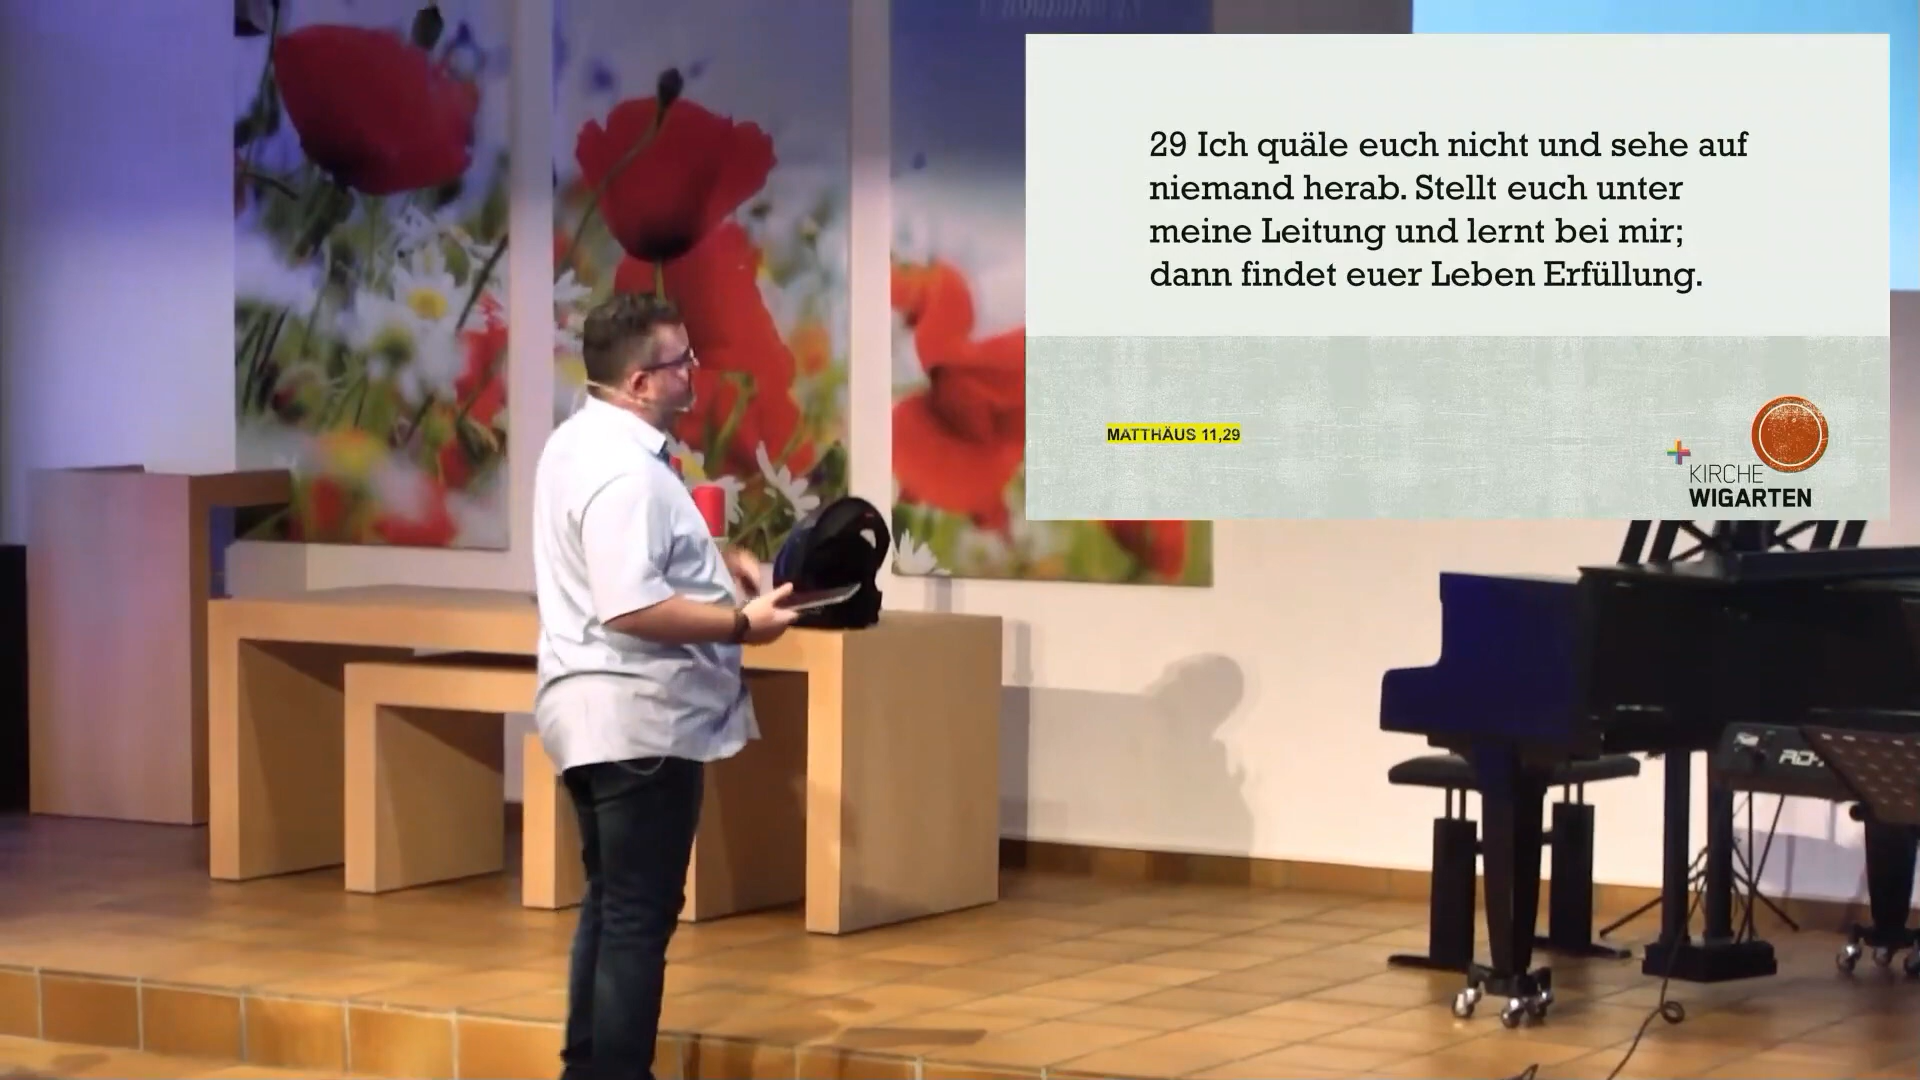 29 Ich quäle euch nicht und sehe auf
niemand herab. Stellt euch unter
meine Leitung und lernt bei mir;
dann findet euer Leben Erfüllung.
MATTHÄUS 11,29
KIRCHE
WIGARTEN